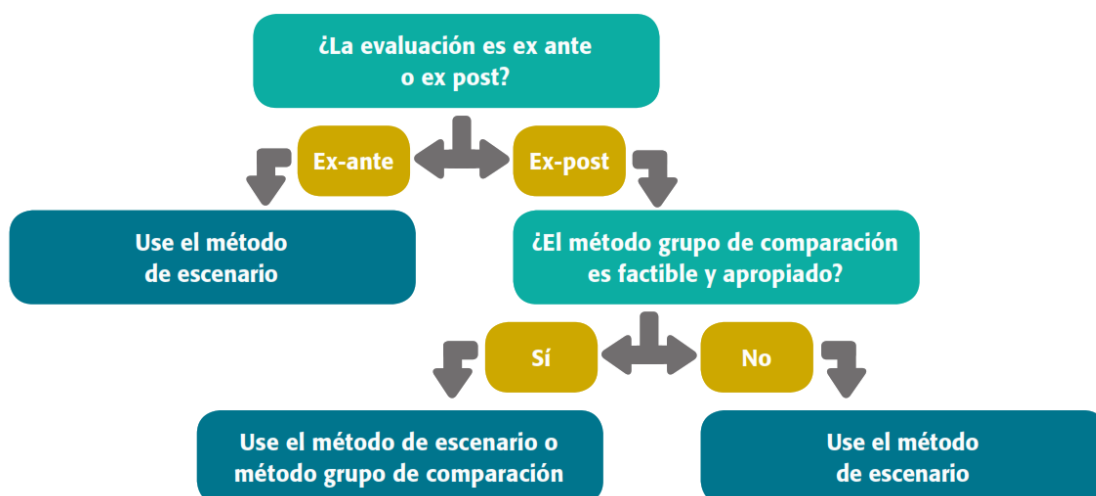 ¿La evaluación es ex ante
o ex post?
Ex-ante
Ex-post
Use el método
de escenario
¿El método grupo de comparación
es factible y apropiado?
Sí
No
Use el método de escenario o
método grupo de comparación
Use el método
de escenario